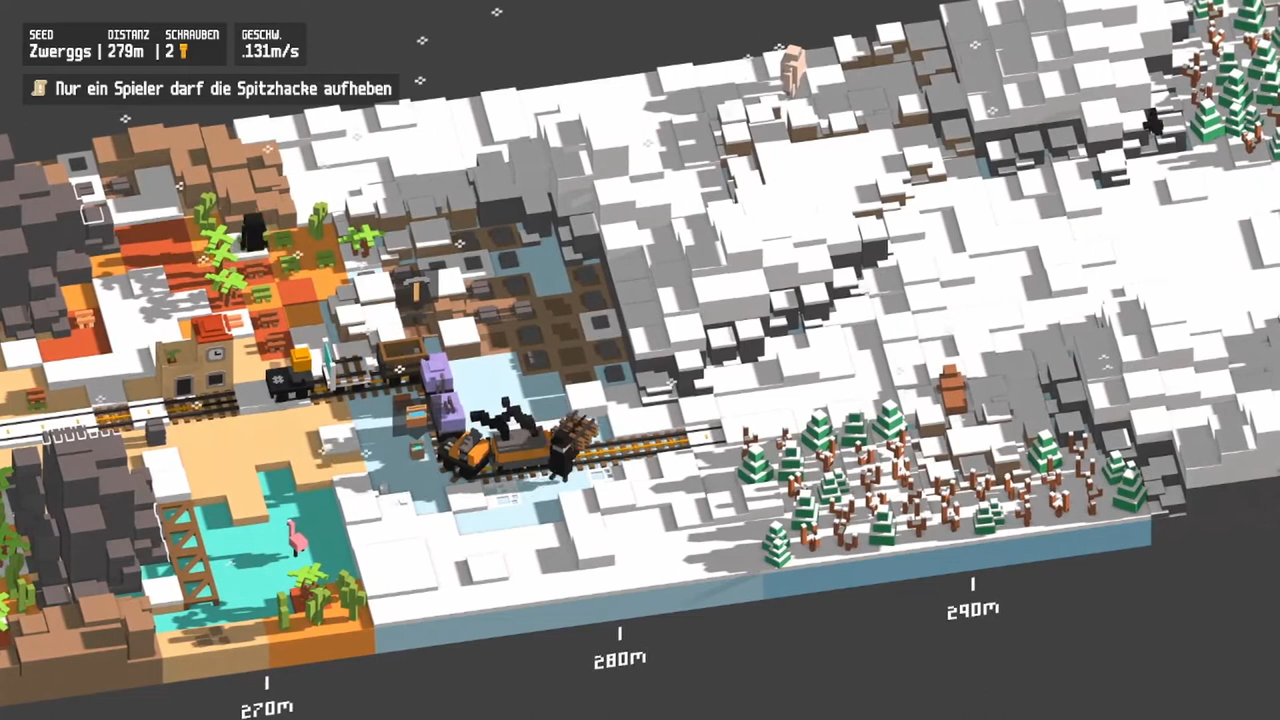 SEED DISTANZ SCHRAUBEN GESCHW.
Zwerggs | 279m | 2 .131m/s
Nur ein Spieler darf die Spitzhacke aufheben
290m
280m
270m